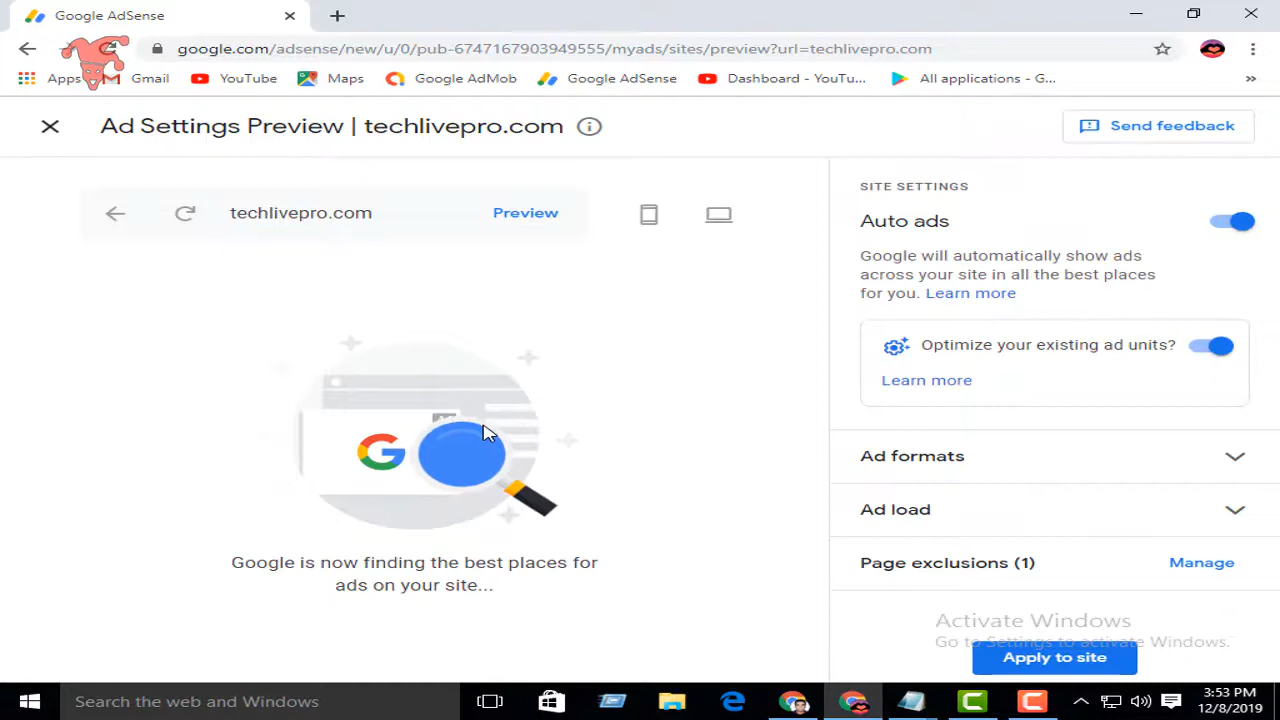 Google AdSense
google.com/adsense/new/u/0/pub-6747167903949555/myads/sites/preview?url=techlivepro.com
Apps Gmail YouTube Maps Google AdMob Google AdSense Dashboard - YouTu... All applications - G...
Ad Settings Preview | techlivepro.com
Send feedback
techlivepro.com Preview
Google is now finding the best places for
ads on your site...
SITE SETTINGS
Auto ads
Google will automatically show ads
across your site in all the best places
for you. Learn more
Optimize your existing ad units?
Learn more
Ad formats
Ad load
Page exclusions (1) Manage
Activate Windows
Go to Settings to activate Windows.
Apply to site
Search the web and Windows
3:53 PM
12/8/2019